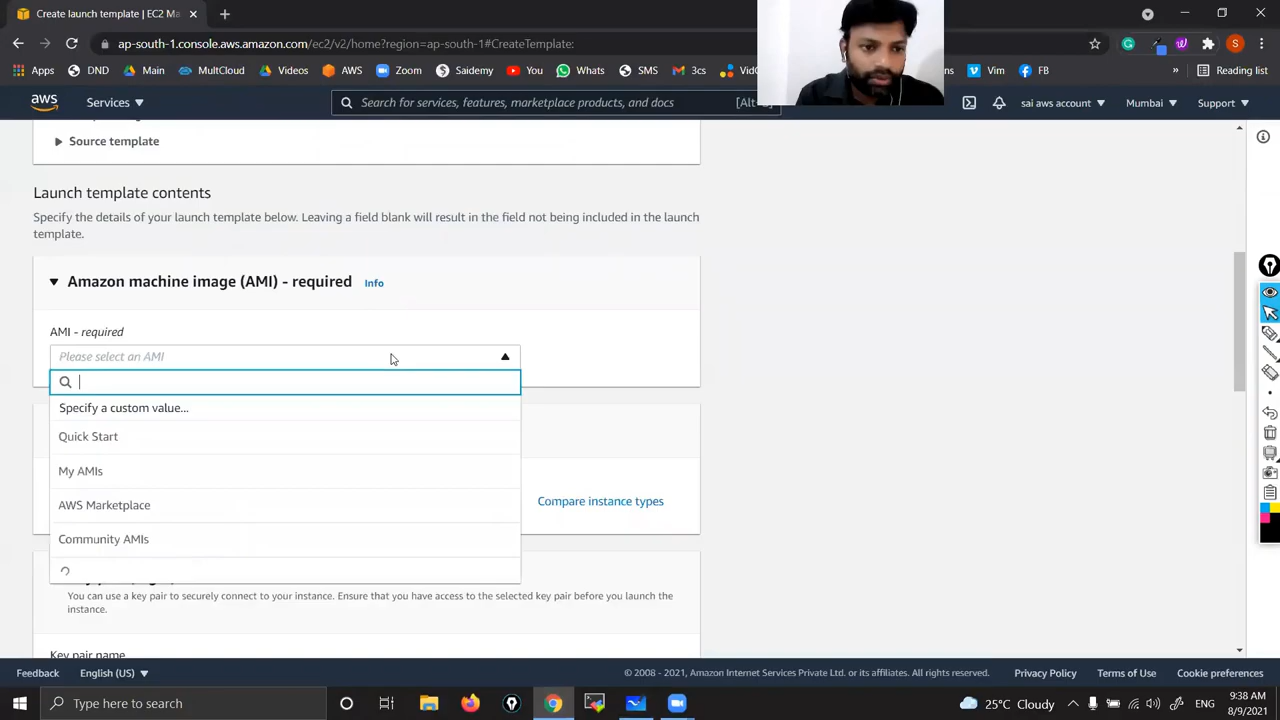 Create launch template | EC2 Ma
ap-south-1.console.aws.amazon.com/ec2/v2/home?region=ap-south-1#CreateTemplate:
Apps
DND
Main
MultCloud
Videos
AWS
Zoom
Saidemy
You
Whats
SMS
3cs
Vid
Vim
FB
Reading list
aws
Services
Search for services, features, marketplace products, and docs
[Alt-
sai aws account
Mumbai
Support
Source template
Launch template contents
Specify the details of your launch template below. Leaving a field blank will result in the field not being included in the launch
template.
Amazon machine image (AMI) - required Info
AMI - required
Please select an AMI
Specify a custom value...
Quick Start
My AMIs
AWS Marketplace
Compare instance types
Community AMIs
You can use a key pair to securely connect to your instance. Ensure that you have access to the selected key pair before you launch the
instance.
Key pair name
Feedback
English (US)
© 2008 - 2021, Amazon Internet Services Private Ltd. or its affiliates. All rights reserved.
Privacy Policy
Terms of Use
Cookie preferences
Type here to search
25°C Cloudy
ENG
9:38 AM
8/9/2021